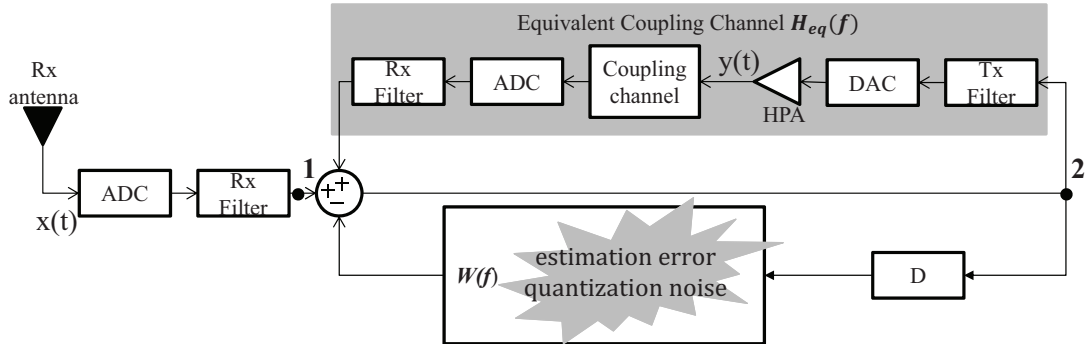 Equivalent Coupling Channel H_eq(f)
Rx
antenna
Rx
Filter
ADC
Coupling
channel
y(t)
HPA
DAC
Tx
Filter
x(t)
ADC
Rx
Filter
1
+
+
−
2
W(f)
estimation error
quantization noise
D